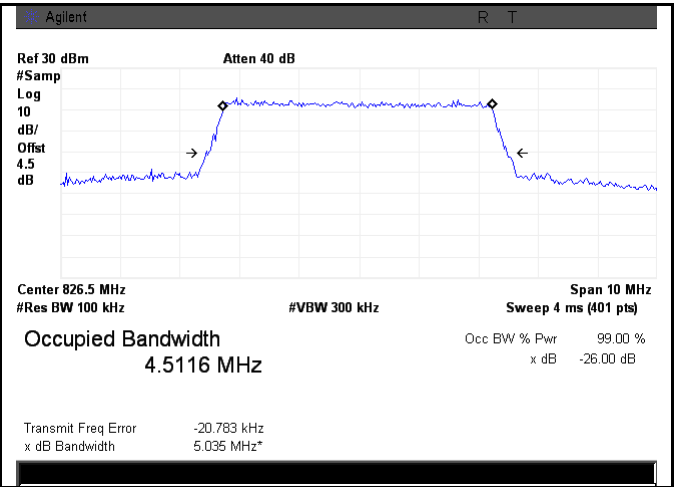 Agilent R T
Ref 30 dBm Atten 40 dB
#Samp
Log
10
dB/
Offst
4.5
dB
Center 826.5 MHz Span 10 MHz
#Res BW 100 kHz #VBW 300 kHz Sweep 4 ms (401 pts)
Occupied Bandwidth Occ BW % Pwr 99.00 %
4.5116 MHz x dB -26.00 dB
Transmit Freq Error -20.783 kHz
x dB Bandwidth 5.035 MHz*